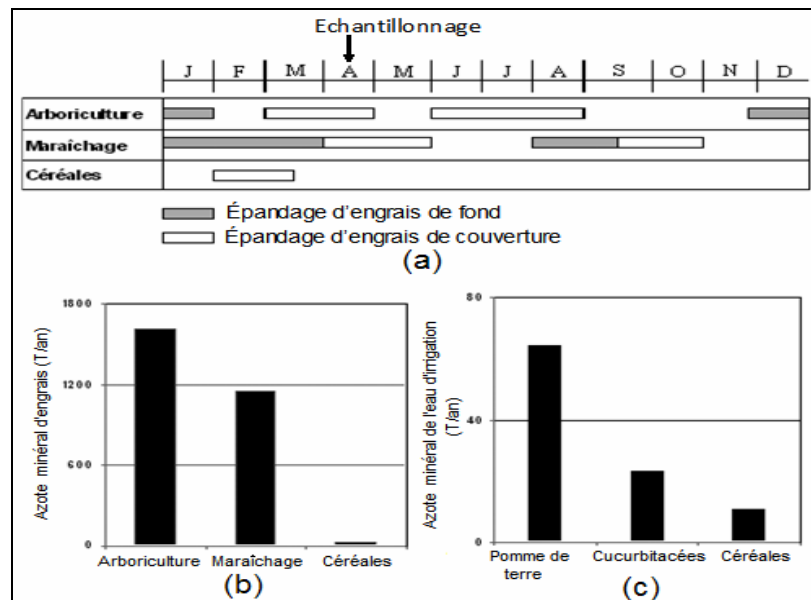 Echantillonnage
J F M A M J J A S O N D
Arboriculture
Maraîchage
Céréales
Épandage d'engrais de fond
Épandage d'engrais de couverture
(a)
Azote minéral d'engrais (T/an)
1800
1200
600
0
Arboriculture Maraîchage Céréales
(b)
Azote minéral de l'eau d'irrigation
(T/an)
80
40
0
Pomme de Cucurbitacées Céréales
terre
(c)